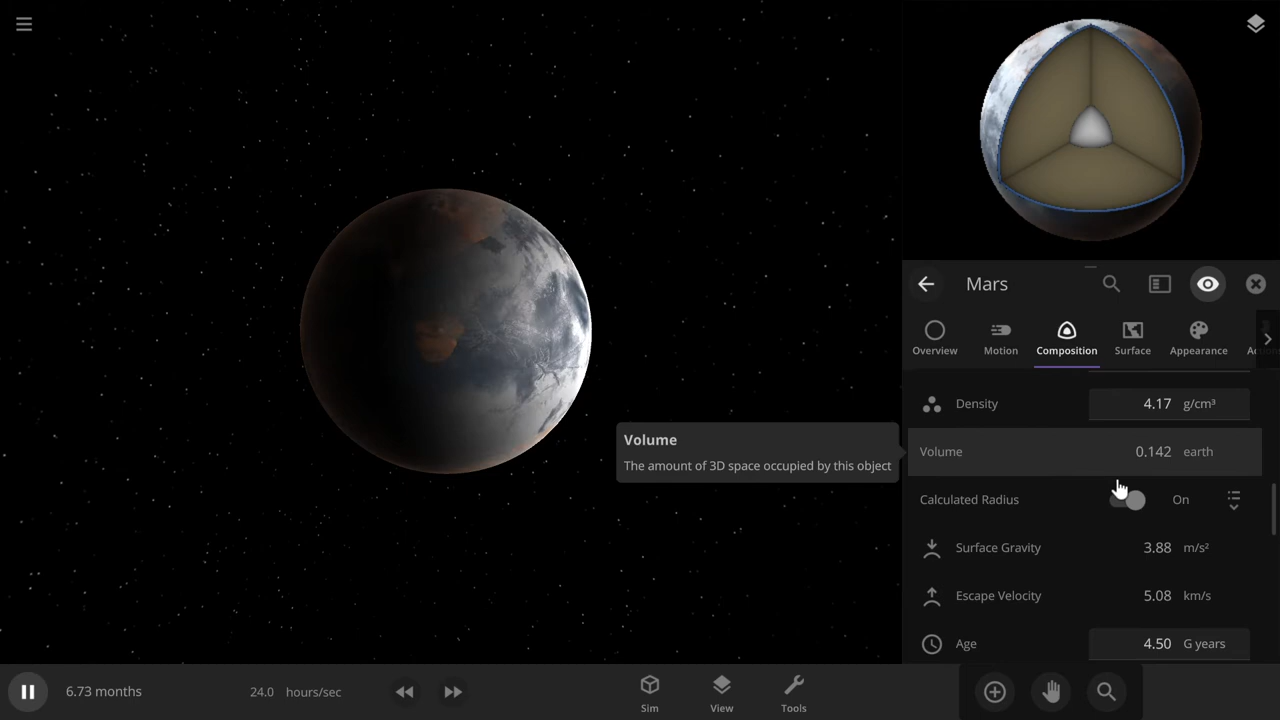 Mars
Overview
Motion
Composition
Surface
Appearance
Density 4.17 g/cm³
Volume
The amount of 3D space occupied by this object
Volume 0.142 earth
Calculated Radius On
Surface Gravity 3.88 m/s²
Escape Velocity 5.08 km/s
Age 4.50 G years
6.73 months
24.0 hours/sec
Sim
View
Tools